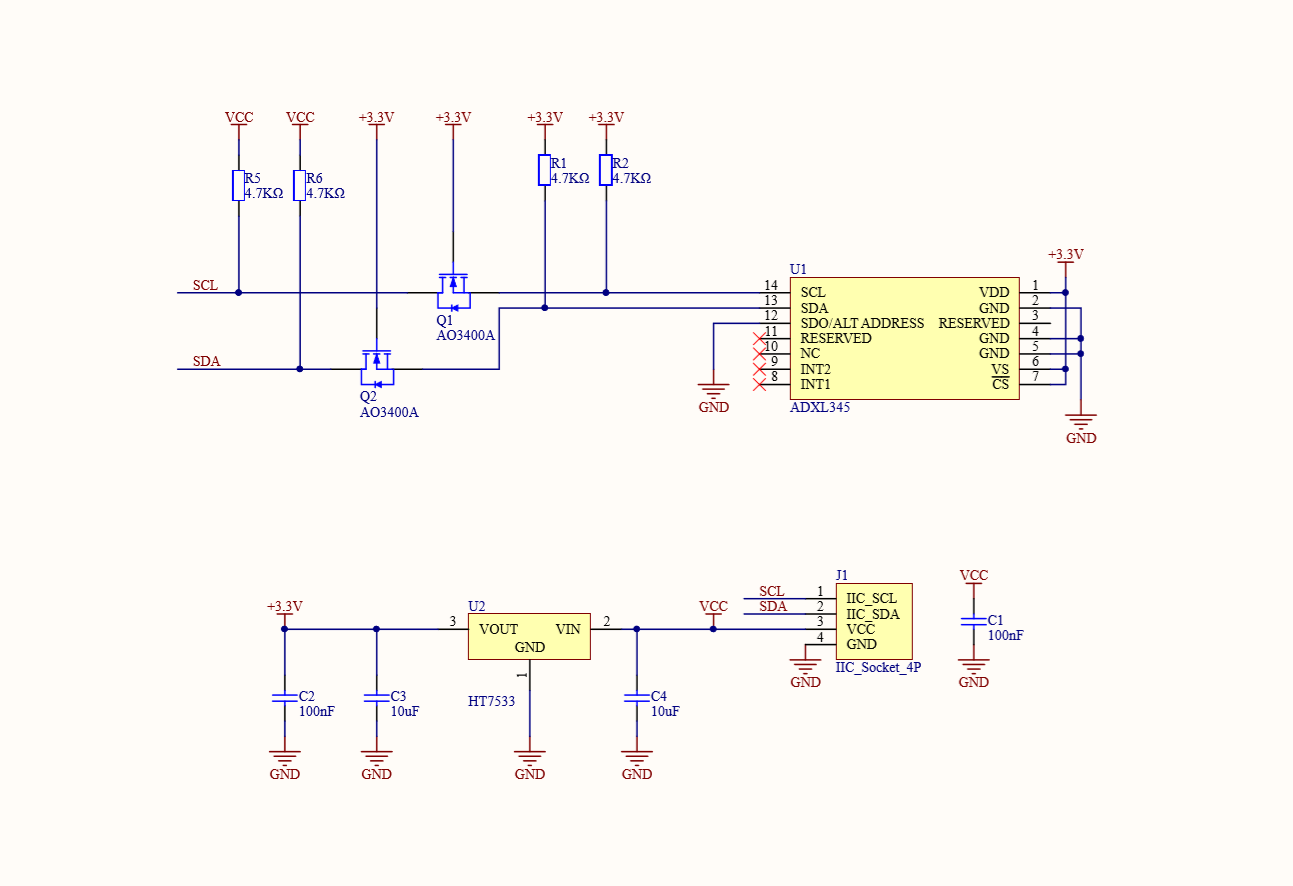 VCC VCC +3.3V +3.3V +3.3V +3.3V
R5
4.7KΩ
R6
4.7KΩ
R1
4.7KΩ
R2
4.7KΩ
SCL
SDA
Q1
AO3400A
Q2
AO3400A
U1
+3.3V
14 SCL VDD 1
13 SDA GND 2
12 SDO/ALT ADDRESS RESERVED 3
11 RESERVED GND 4
10 NC GND 5
9 INT2 VS 6
8 INT1 CS 7
ADXL345
GND
GND
+3.3V
U2
3 VOUT VIN 2
GND
1
HT7533
C2
100nF
C3
10uF
C4
10uF
GND GND GND GND
VCC
J1
SCL 1 IIC_SCL
SDA 2 IIC_SDA
3 VCC
4 GND
IIC_Socket_4P
GND
VCC
C1
100nF
GND